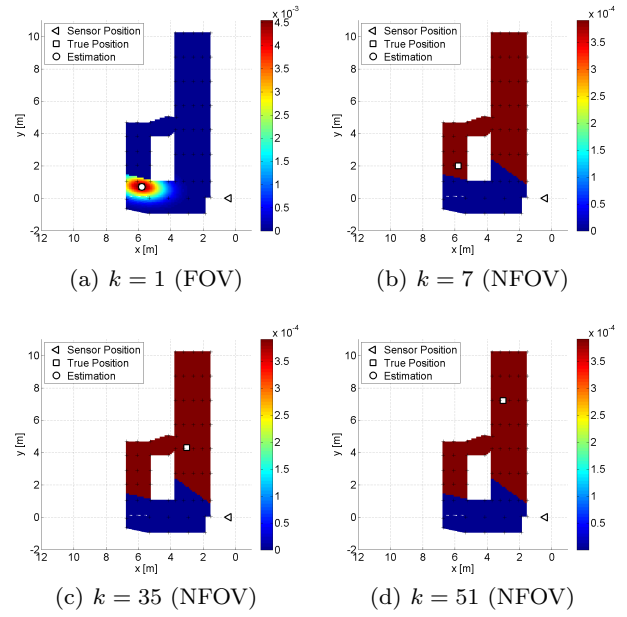 x 10⁻³
Sensor Position
True Position
Estimation
10
8
6
4
2
0
-2
y [m]
12 10 8 6 4 2 0
x [m]
4.5
4
3.5
3
2.5
2
1.5
1
0.5
0
(a) k = 1 (FOV)
x 10⁻⁴
Sensor Position
True Position
Estimation
10
8
6
4
2
0
-2
y [m]
12 10 8 6 4 2 0
x [m]
3.5
3
2.5
2
1.5
1
0.5
0
(b) k = 7 (NFOV)
x 10⁻⁴
Sensor Position
True Position
Estimation
10
8
6
4
2
0
-2
y [m]
12 10 8 6 4 2 0
x [m]
3.5
3
2.5
2
1.5
1
0.5
0
(c) k = 35 (NFOV)
x 10⁻⁴
Sensor Position
True Position
Estimation
10
8
6
4
2
0
-2
y [m]
12 10 8 6 4 2 0
x [m]
3.5
3
2.5
2
1.5
1
0.5
0
(d) k = 51 (NFOV)